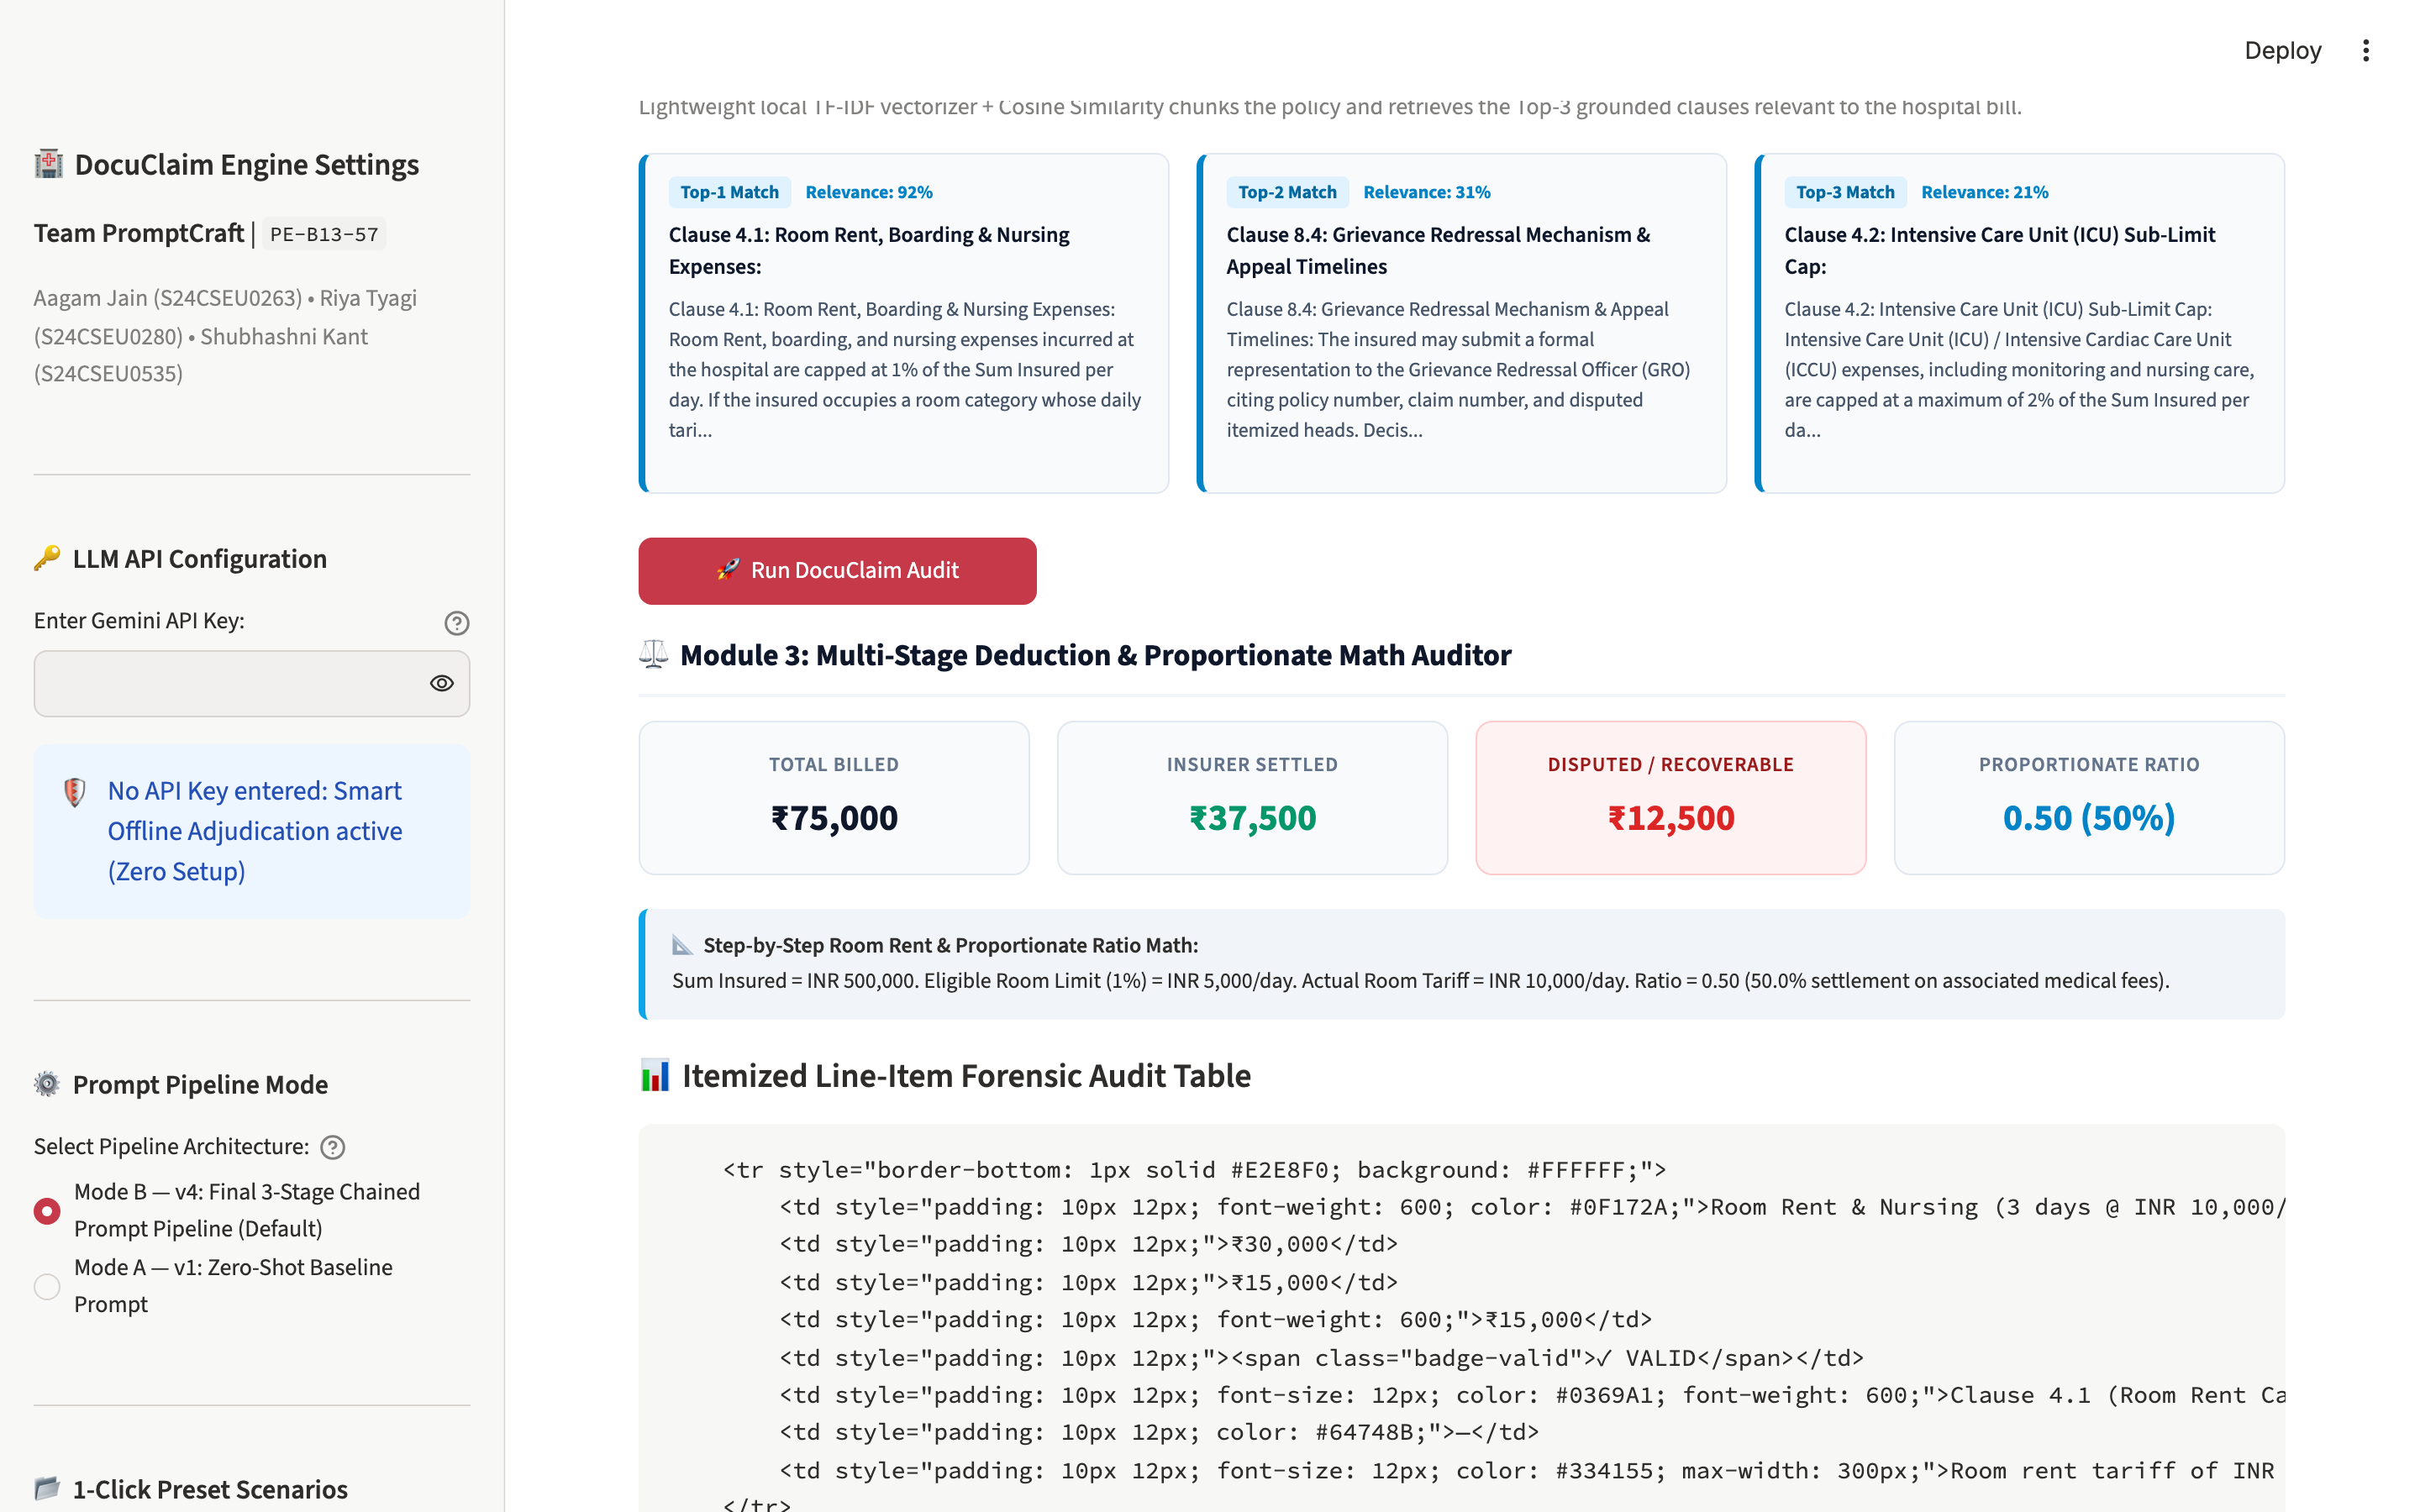 Deploy
DocuClaim Engine Settings
Team PromptCraft | PE-B13-57
Aagam Jain (S24CSEU0263) • Riya Tyagi
(S24CSEU0280) • Shubhashni Kant
(S24CSEU0535)
LLM API Configuration
Enter Gemini API Key:
No API Key entered: Smart
Offline Adjudication active
(Zero Setup)
Prompt Pipeline Mode
Select Pipeline Architecture:
Mode B — v4: Final 3-Stage Chained
Prompt Pipeline (Default)
Mode A — v1: Zero-Shot Baseline
Prompt
1-Click Preset Scenarios
Lightweight local TF-IDF vectorizer + Cosine Similarity chunks the policy and retrieves the Top-3 grounded clauses relevant to the hospital bill.
Top-1 Match Relevance: 92%
Clause 4.1: Room Rent, Boarding & Nursing
Expenses:
Clause 4.1: Room Rent, Boarding & Nursing Expenses:
Room Rent, boarding, and nursing expenses incurred at
the hospital are capped at 1% of the Sum Insured per
day. If the insured occupies a room category whose daily
tari...
Top-2 Match Relevance: 31%
Clause 8.4: Grievance Redressal Mechanism &
Appeal Timelines
Clause 8.4: Grievance Redressal Mechanism & Appeal
Timelines: The insured may submit a formal
representation to the Grievance Redressal Officer (GRO)
citing policy number, claim number, and disputed
itemized heads. Decis...
Top-3 Match Relevance: 21%
Clause 4.2: Intensive Care Unit (ICU) Sub-Limit
Cap:
Clause 4.2: Intensive Care Unit (ICU) Sub-Limit Cap:
Intensive Care Unit (ICU) / Intensive Cardiac Care Unit
(ICCU) expenses, including monitoring and nursing care,
are capped at a maximum of 2% of the Sum Insured per
da...
Run DocuClaim Audit
Module 3: Multi-Stage Deduction & Proportionate Math Auditor
TOTAL BILLED
₹75,000
INSURER SETTLED
₹37,500
DISPUTED / RECOVERABLE
₹12,500
PROPORTIONATE RATIO
0.50 (50%)
Step-by-Step Room Rent & Proportionate Ratio Math:
Sum Insured = INR 500,000. Eligible Room Limit (1%) = INR 5,000/day. Actual Room Tariff = INR 10,000/day. Ratio = 0.50 (50.0% settlement on associated medical fees).
Itemized Line-Item Forensic Audit Table
<tr style="border-bottom: 1px solid #E2E8F0; background: #FFFFFF;">
<td style="padding: 10px 12px; font-weight: 600; color: #0F172A;">Room Rent & Nursing (3 days @ INR 10,000/
<td style="padding: 10px 12px;">₹30,000</td>
<td style="padding: 10px 12px;">₹15,000</td>
<td style="padding: 10px 12px; font-weight: 600;">₹15,000</td>
<td style="padding: 10px 12px;"><span class="badge-valid">✓ VALID</span></td>
<td style="padding: 10px 12px; font-size: 12px; color: #0369A1; font-weight: 600;">Clause 4.1 (Room Rent Ca
<td style="padding: 10px 12px; color: #64748B;">—</td>
<td style="padding: 10px 12px; font-size: 12px; color: #334155; max-width: 300px;">Room rent tariff of INR
</tr>